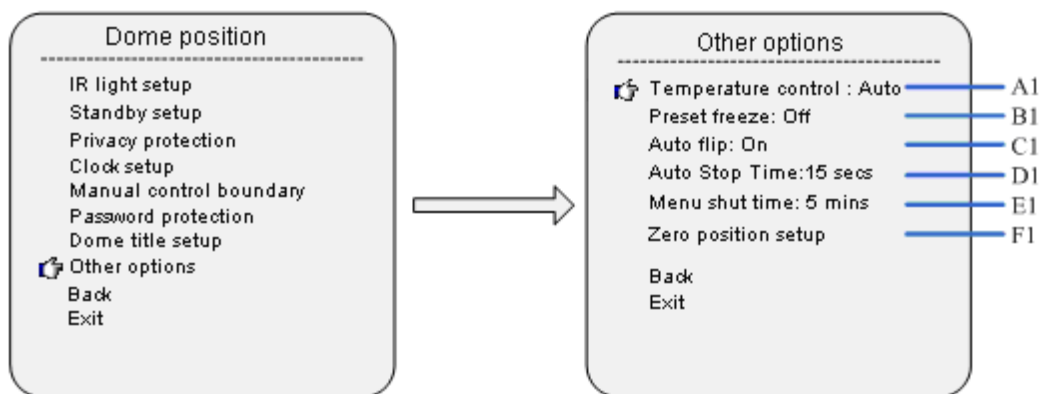 Dome position
IR light setup
Standby setup
Privacy protection
Clock setup
Manual control boundary
Password protection
Dome title setup
Other options
Back
Exit
Other options
Temperature control : Auto
A1
Preset freeze: Off
B1
Auto flip: On
C1
Auto Stop Time:15 secs
D1
Menu shut time: 5 mins
E1
Zero position setup
F1
Back
Exit